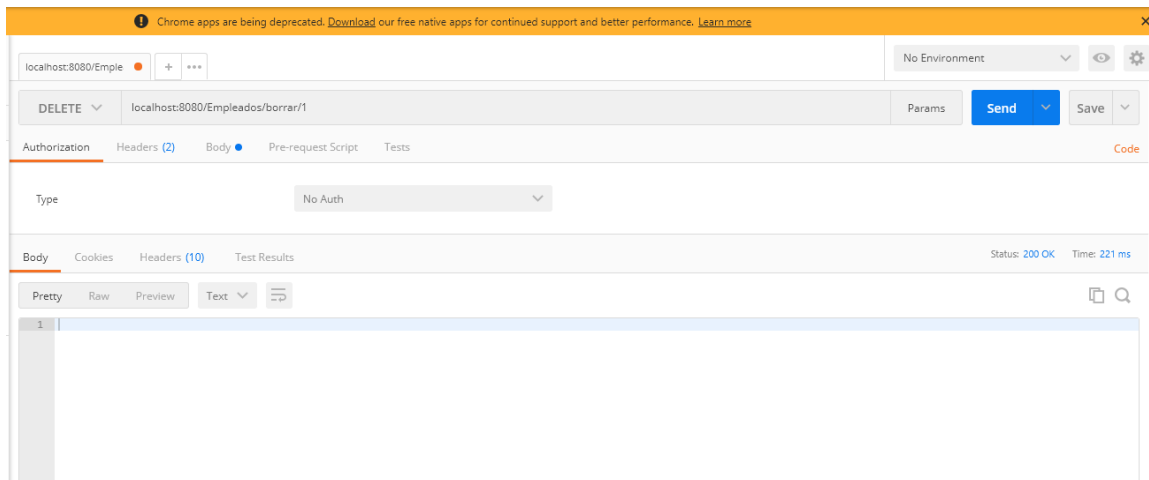 Chrome apps are being deprecated. Download our free native apps for continued support and better performance. Learn more
localhost:8080/Emple
No Environment
DELETE localhost:8080/Empleados/borrar/1 Params Send Save
Authorization Headers (2) Body Pre-request Script Tests Code
Type No Auth
Body Cookies Headers (10) Test Results Status: 200 OK Time: 221 ms
Pretty Raw Preview Text
1